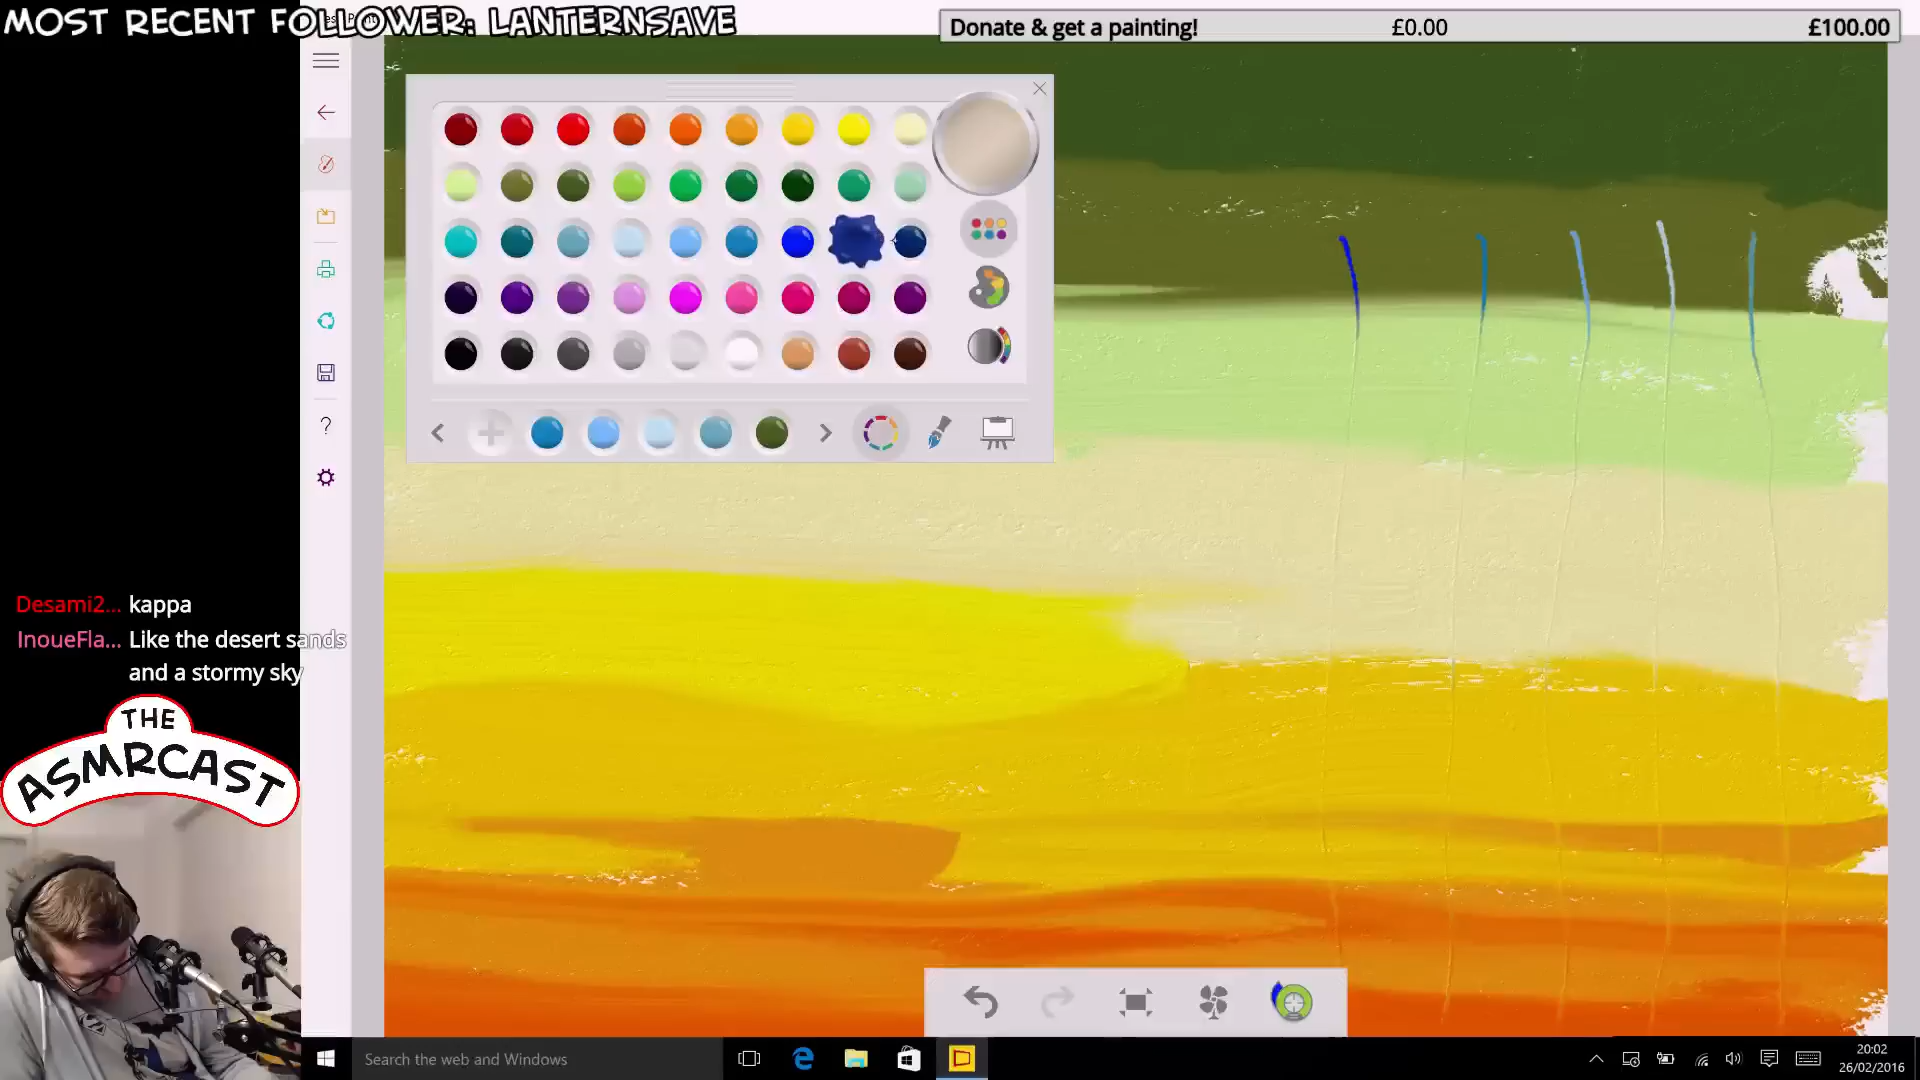 MOST RECENT FOLLOWER: LANTERNSAVE
Donate & get a painting! £0.00 £100.00
Desami2... kappa
InoueFla... Like the desert sands
and a stormy sky
THE
ASMRCAST
Search the web and Windows
20:02
26/02/2016